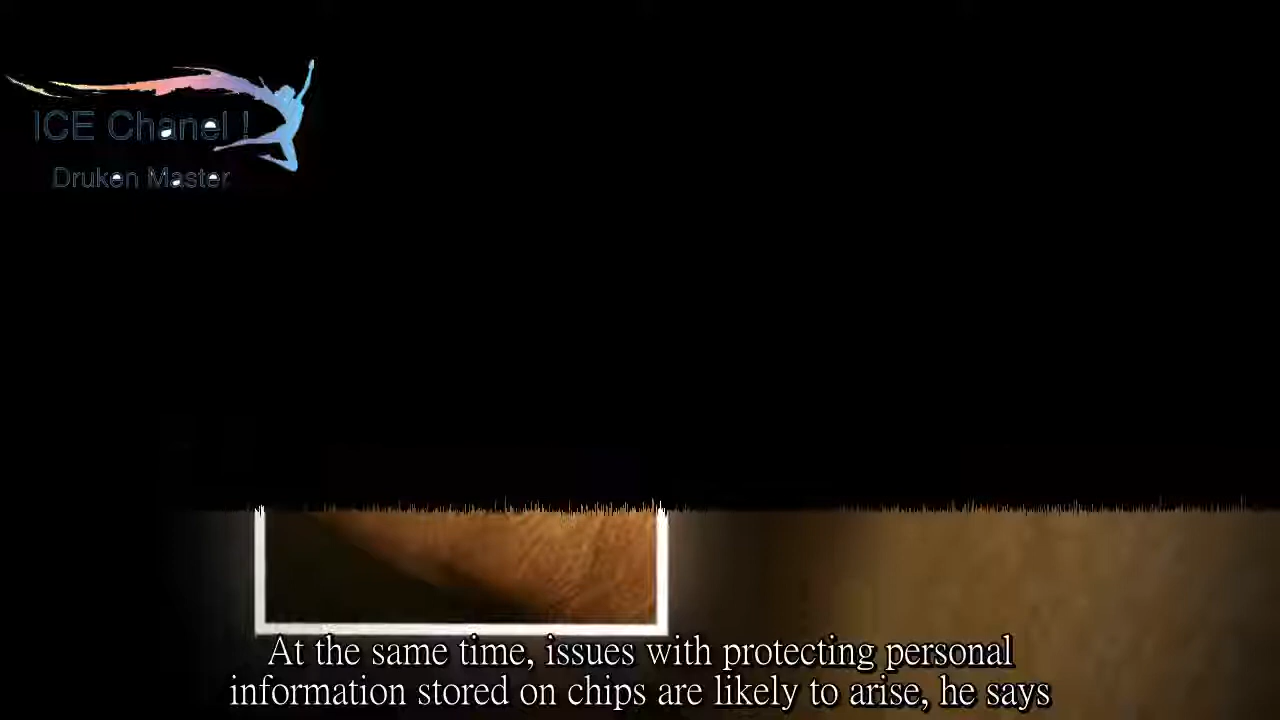 ICE Chanel !
Druken Master
At the same time, issues with protecting personal
information stored on chips are likely to arise, he says